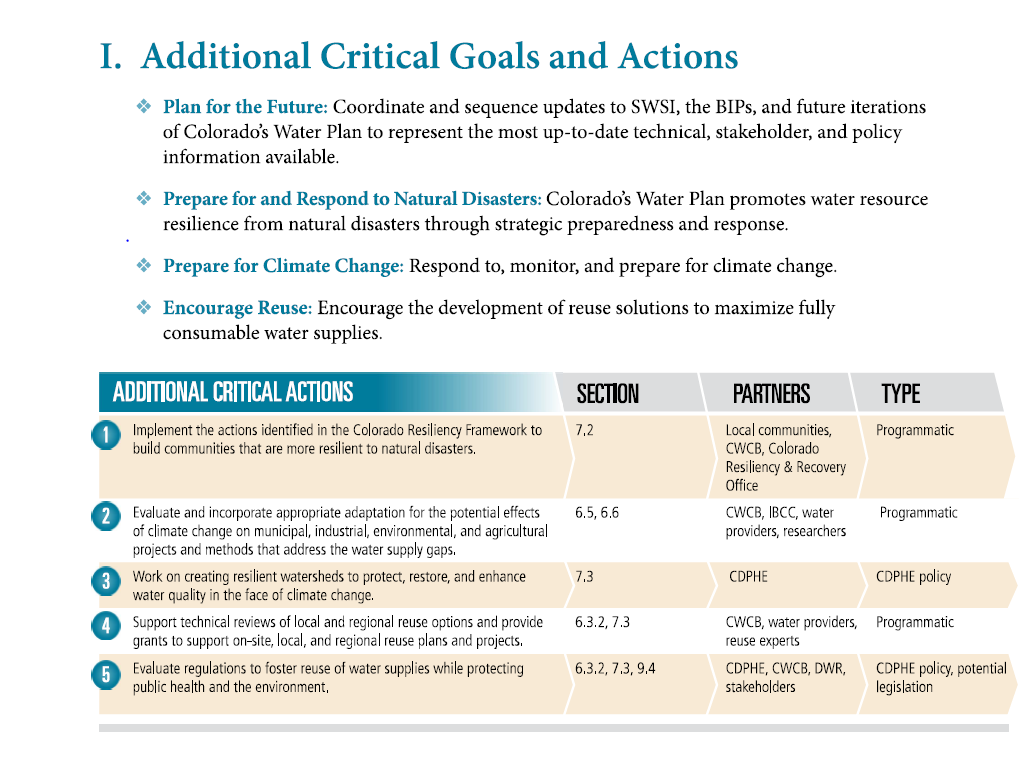 I. Additional Critical Goals and Actions
❖ Plan for the Future: Coordinate and sequence updates to SWSI, the BIPs, and future iterations
of Colorado's Water Plan to represent the most up-to-date technical, stakeholder, and policy
information available.
❖ Prepare for and Respond to Natural Disasters: Colorado's Water Plan promotes water resource
resilience from natural disasters through strategic preparedness and response.
❖ Prepare for Climate Change: Respond to, monitor, and prepare for climate change.
❖ Encourage Reuse: Encourage the development of reuse solutions to maximize fully
consumable water supplies.
ADDITIONAL CRITICAL ACTIONS SECTION PARTNERS TYPE
1 Implement the actions identified in the Colorado Resiliency Framework to
build communities that are more resilient to natural disasters.
7.2
Local communities,
CWCB, Colorado
Resiliency & Recovery
Office
Programmatic
2 Evaluate and incorporate appropriate adaptation for the potential effects
of climate change on municipal, industrial, environmental, and agricultural
projects and methods that address the water supply gaps.
6.5, 6.6
CWCB, IBCC, water
providers, researchers
Programmatic
3 Work on creating resilient watersheds to protect, restore, and enhance
water quality in the face of climate change.
7.3
CDPHE
CDPHE policy
4 Support technical reviews of local and regional reuse options and provide
grants to support on-site, local, and regional reuse plans and projects.
6.3.2, 7.3
CWCB, water providers,
reuse experts
Programmatic
5 Evaluate regulations to foster reuse of water supplies while protecting
public health and the environment.
6.3.2, 7.3, 9.4
CDPHE, CWCB, DWR,
stakeholders
CDPHE policy, potential
legislation